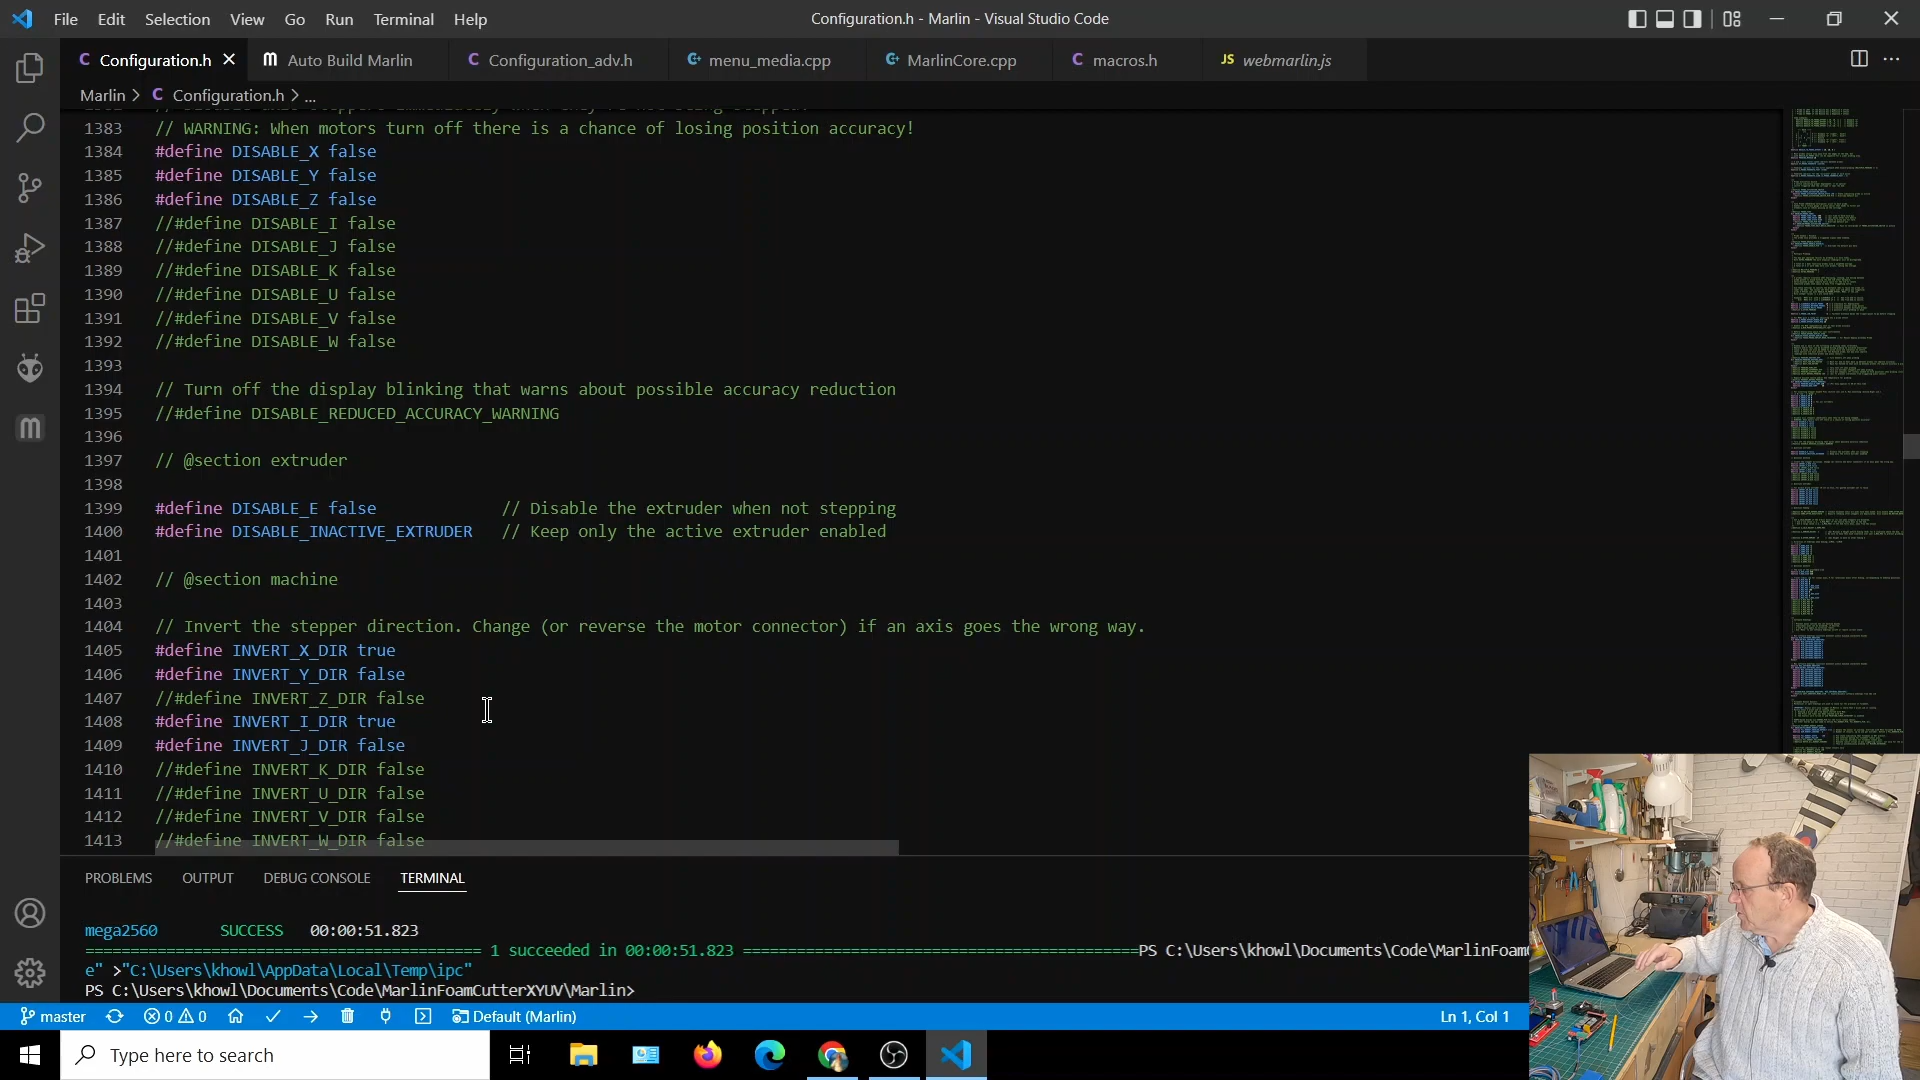 File Edit Selection View Go Run Terminal Help
Configuration.h - Marlin - Visual Studio Code
C Configuration.h
M Auto Build Marlin
C Configuration_adv.h
menu_media.cpp
MarlinCore.cpp
C macros.h
JS webmarlin.js
Marlin > C Configuration.h > ...
1383 // WARNING: When motors turn off there is a chance of losing position accuracy!
1384 #define DISABLE_X false
1385 #define DISABLE_Y false
1386 #define DISABLE_Z false
1387 //#define DISABLE_I false
1388 //#define DISABLE_J false
1389 //#define DISABLE_K false
1390 //#define DISABLE_U false
1391 //#define DISABLE_V false
1392 //#define DISABLE_W false
1393
1394 // Turn off the display blinking that warns about possible accuracy reduction
1395 //#define DISABLE_REDUCED_ACCURACY_WARNING
1396
1397 // @section extruder
1398
1399 #define DISABLE_E false // Disable the extruder when not stepping
1400 #define DISABLE_INACTIVE_EXTRUDER // Keep only the active extruder enabled
1401
1402 // @section machine
1403
1404 // Invert the stepper direction. Change (or reverse the motor connector) if an axis goes the wrong way.
1405 #define INVERT_X_DIR true
1406 #define INVERT_Y_DIR false
1407 //#define INVERT_Z_DIR false
1408 #define INVERT_I_DIR true
1409 #define INVERT_J_DIR false
1410 //#define INVERT_K_DIR false
1411 //#define INVERT_U_DIR false
1412 //#define INVERT_V_DIR false
1413 //#define INVERT_W_DIR false
PROBLEMS OUTPUT DEBUG CONSOLE TERMINAL
mega2560 SUCCESS 00:00:51.823
============================================ 1 succeeded in 00:00:51.823 ============================================PS C:\Users\khowl\Documents\Code\MarlinFoam
e" >"C:\Users\khowl\AppData\Local\Temp\ipc"
PS C:\Users\khowl\Documents\Code\MarlinFoamCutterXYUV\Marlin>
master 0 0 Default (Marlin) Ln 1, Col 1
Type here to search